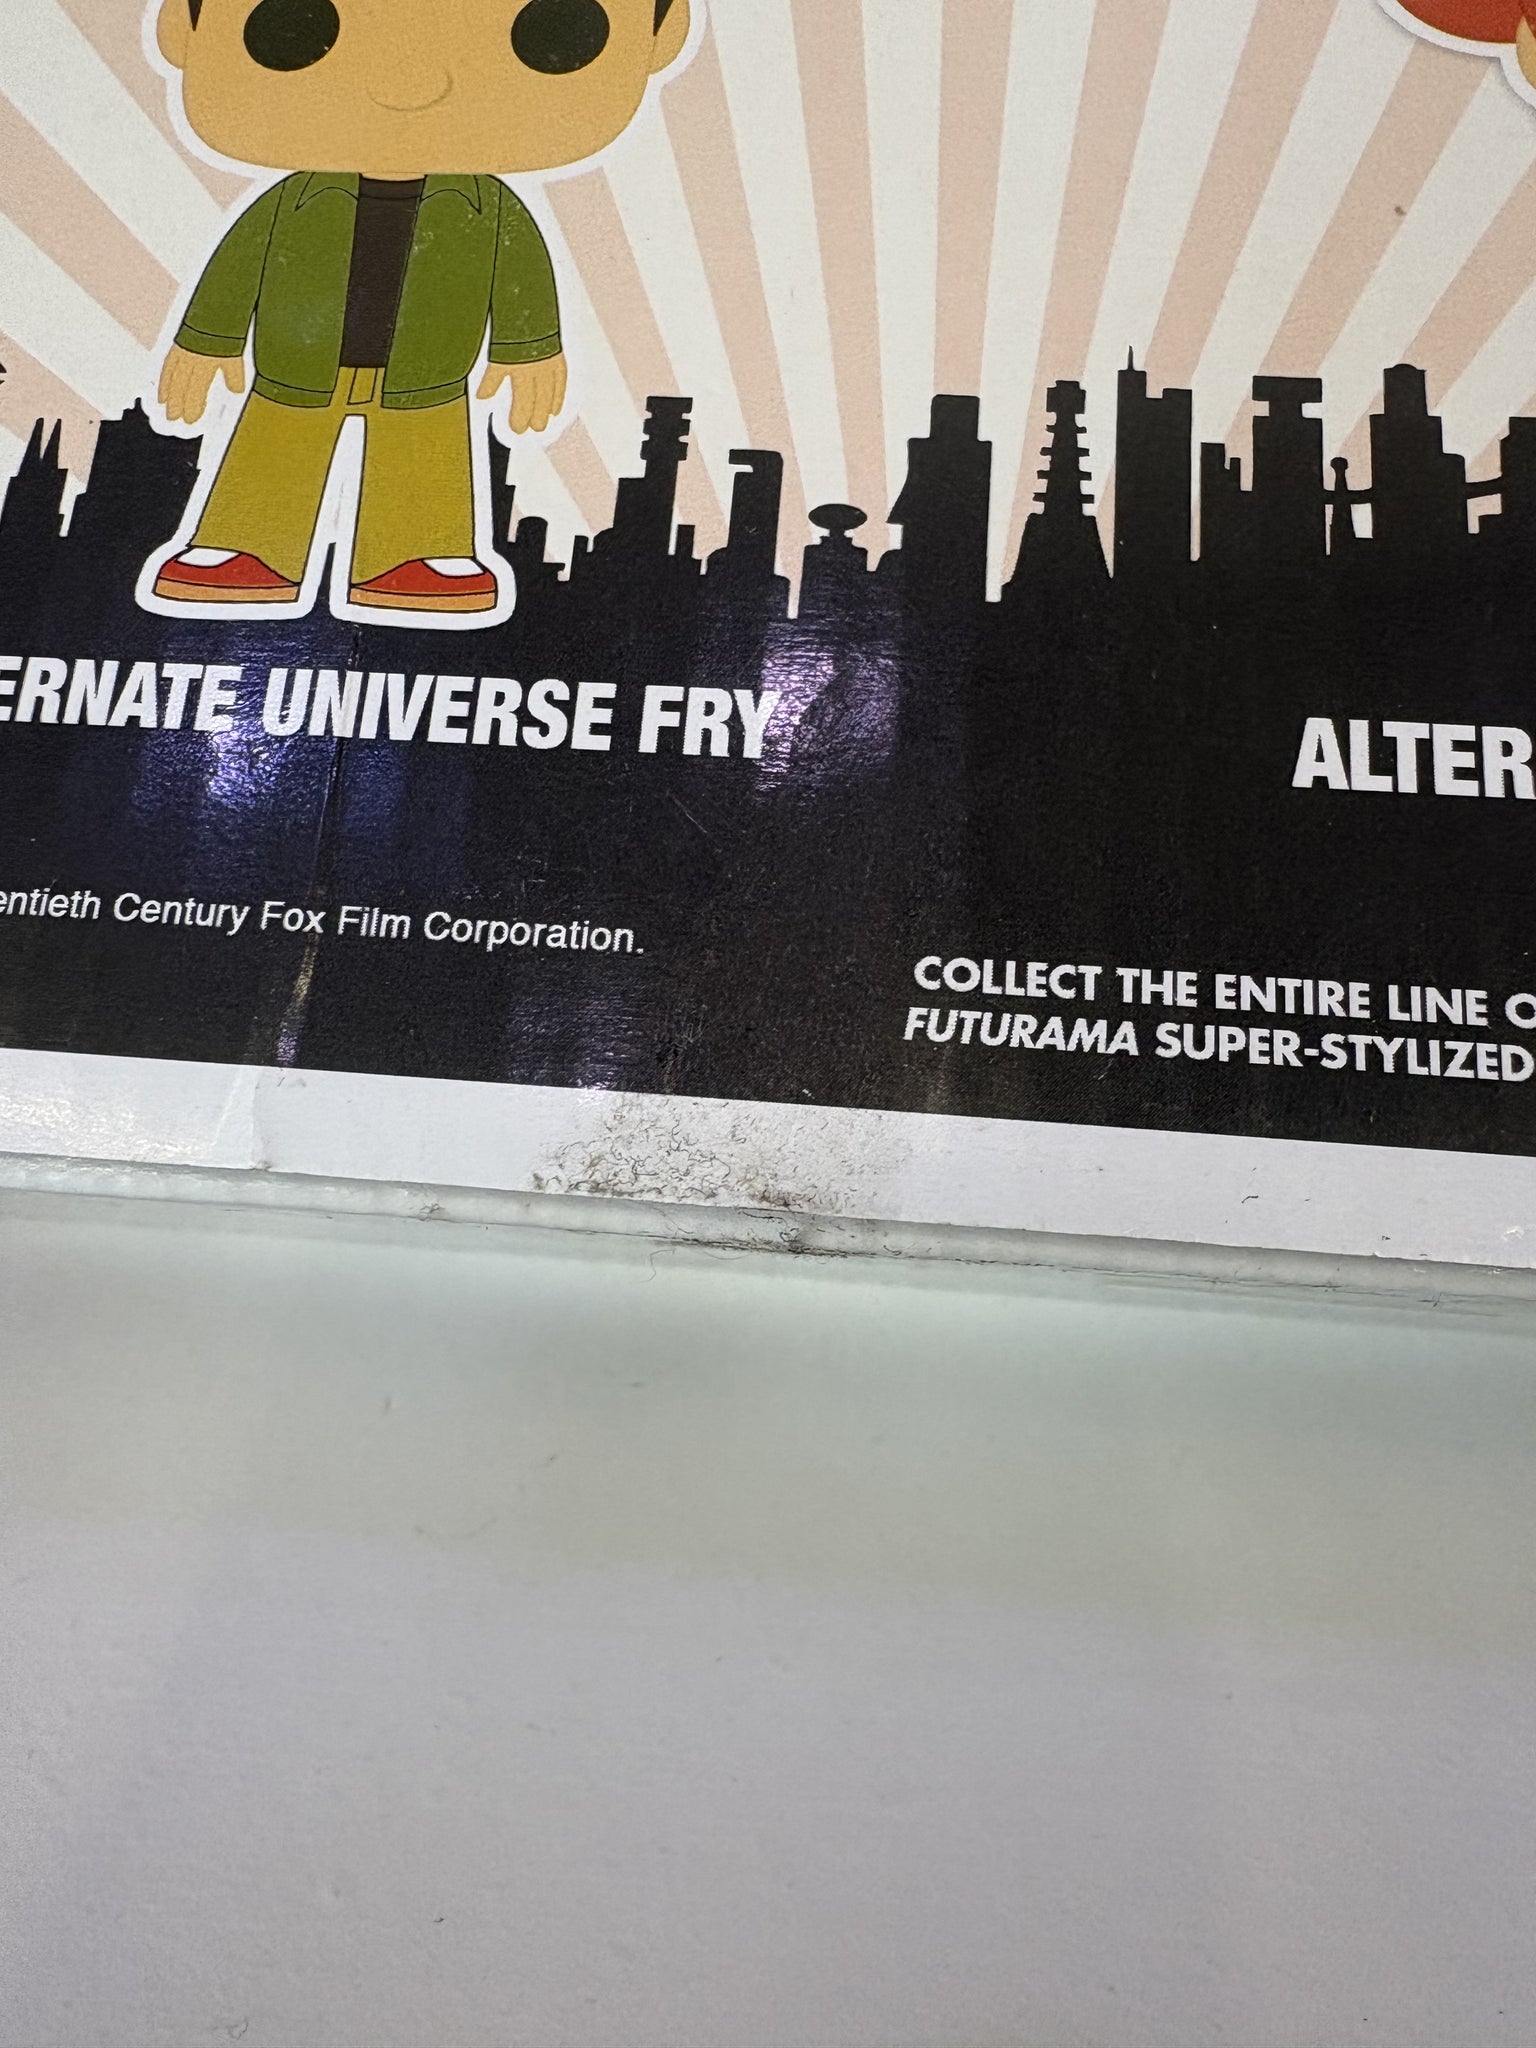 ERNATE UNIVERSE FRY
ALTER
entieth Century Fox Film Corporation.
COLLECT THE ENTIRE LINE O
FUTURAMA SUPER-STYLIZED